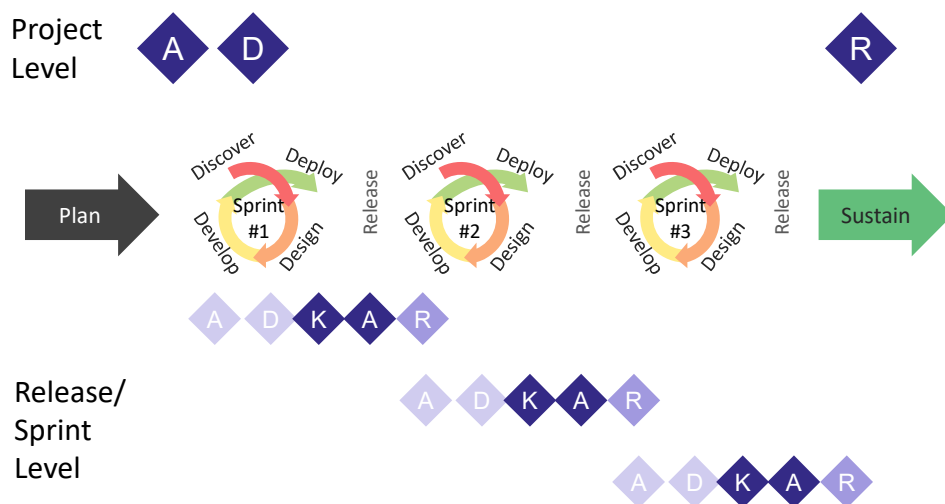 Project
Level
A
D
R
Plan
Discover
Deploy
Sprint
#1
Develop
Design
Release
Discover
Deploy
Sprint
#2
Develop
Design
Release
Discover
Deploy
Sprint
#3
Develop
Design
Release
Sustain
A D K A R
Release/
Sprint
Level
A D K A R
A D K A R